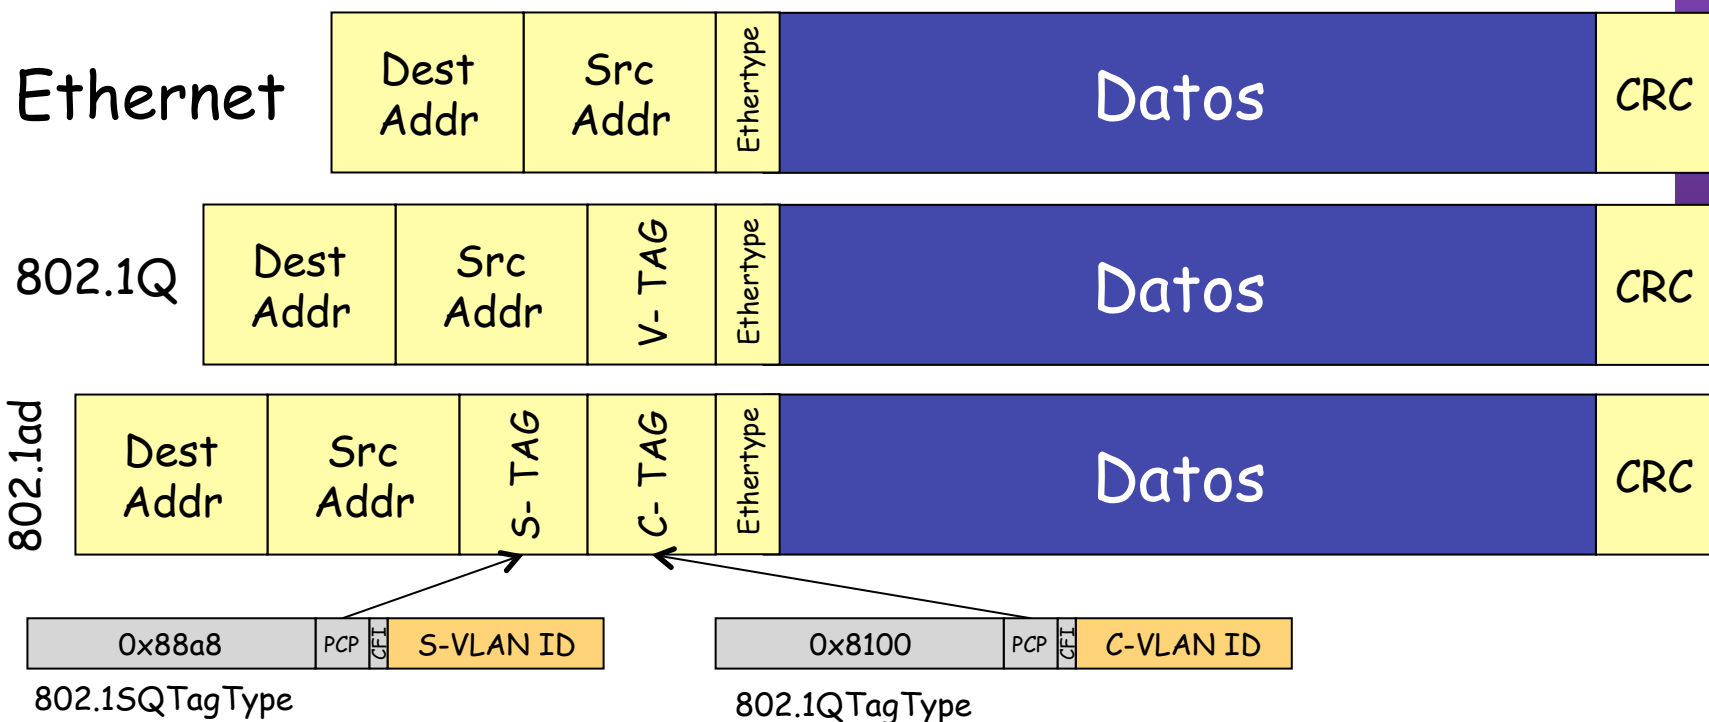 Ethernet
Dest
Addr
Src
Addr
Ethertype
Datos
CRC
802.1Q
Dest
Addr
Src
Addr
V- TAG
Ethertype
Datos
CRC
802.1ad
Dest
Addr
Src
Addr
S- TAG
C- TAG
Ethertype
Datos
CRC
0x88a8
PCP
CFI
S-VLAN ID
0x8100
PCP
CFI
C-VLAN ID
802.1SQTagType
802.1QTagType